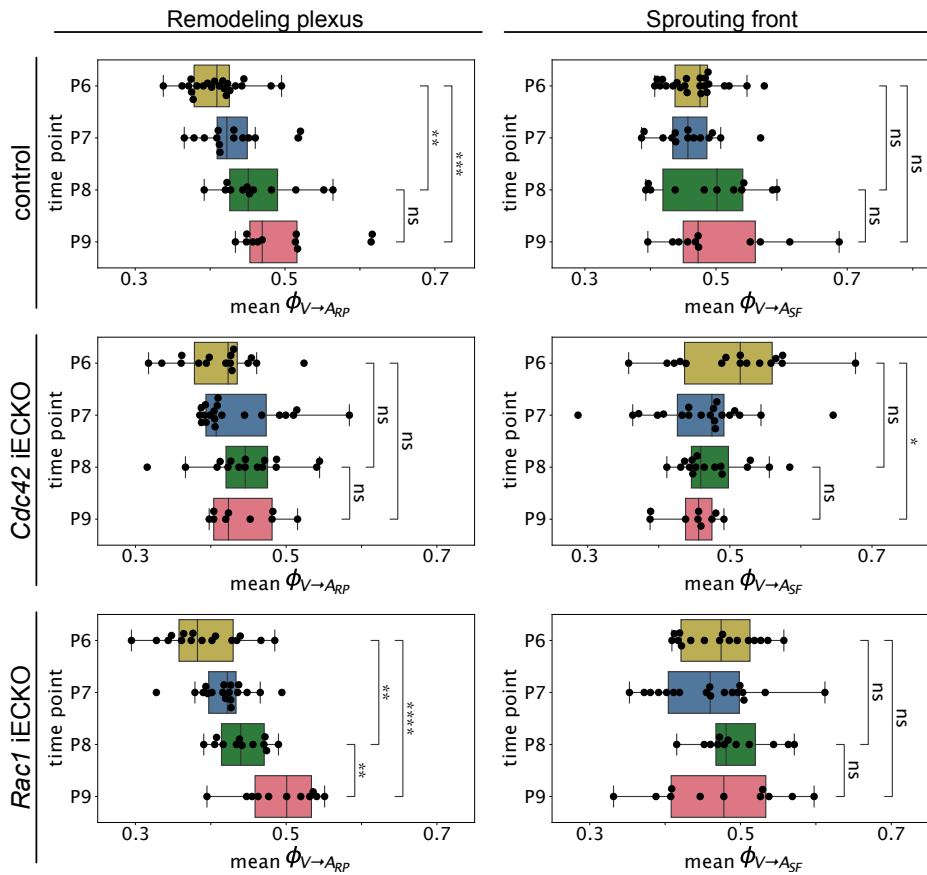 Remodeling plexus
Sprouting front
control
time point
P6
P7
P8
P9
**
***
ns
0.3
0.5
0.7
mean ϕV→ARP
time point
P6
P7
P8
P9
ns
ns
ns
0.3
0.5
0.7
mean ϕV→ASF
Cdc42 iECKO
time point
P6
P7
P8
P9
ns
ns
ns
0.3
0.5
0.7
mean ϕV→ARP
time point
P6
P7
P8
P9
ns
*
ns
0.3
0.5
0.7
mean ϕV→ASF
Rac1 iECKO
time point
P6
P7
P8
P9
**
****
**
0.3
0.5
0.7
mean ϕV→ARP
time point
P6
P7
P8
P9
ns
ns
ns
0.3
0.5
0.7
mean ϕV→ASF